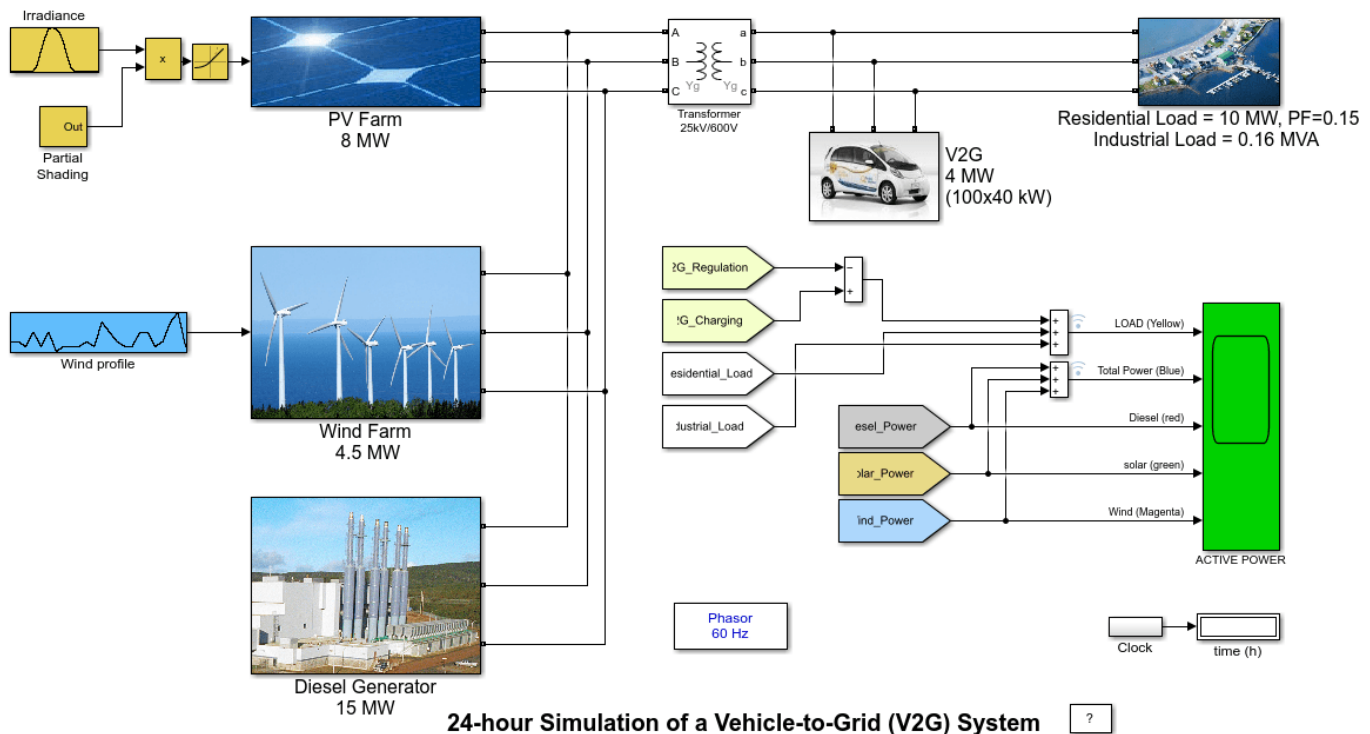 Irradiance
x
Out
Partial
Shading
PV Farm
8 MW
A
B
C
a
b
c
Yg
Yg
Transformer
25kV/600V
Residential Load = 10 MW, PF=0.15
Industrial Load = 0.16 MVA
V2G
4 MW
(100x40 kW)
Wind profile
Wind Farm
4.5 MW
Diesel Generator
15 MW
2G_Regulation
2G_Charging
esidential_Load
dustrial_Load
−
+
+
+
+
+
+
+
esel_Power
olar_Power
ind_Power
LOAD (Yellow)
Total Power (Blue)
Diesel (red)
solar (green)
Wind (Magenta)
ACTIVE POWER
Phasor
60 Hz
Clock
time (h)
24-hour Simulation of a Vehicle-to-Grid (V2G) System
?